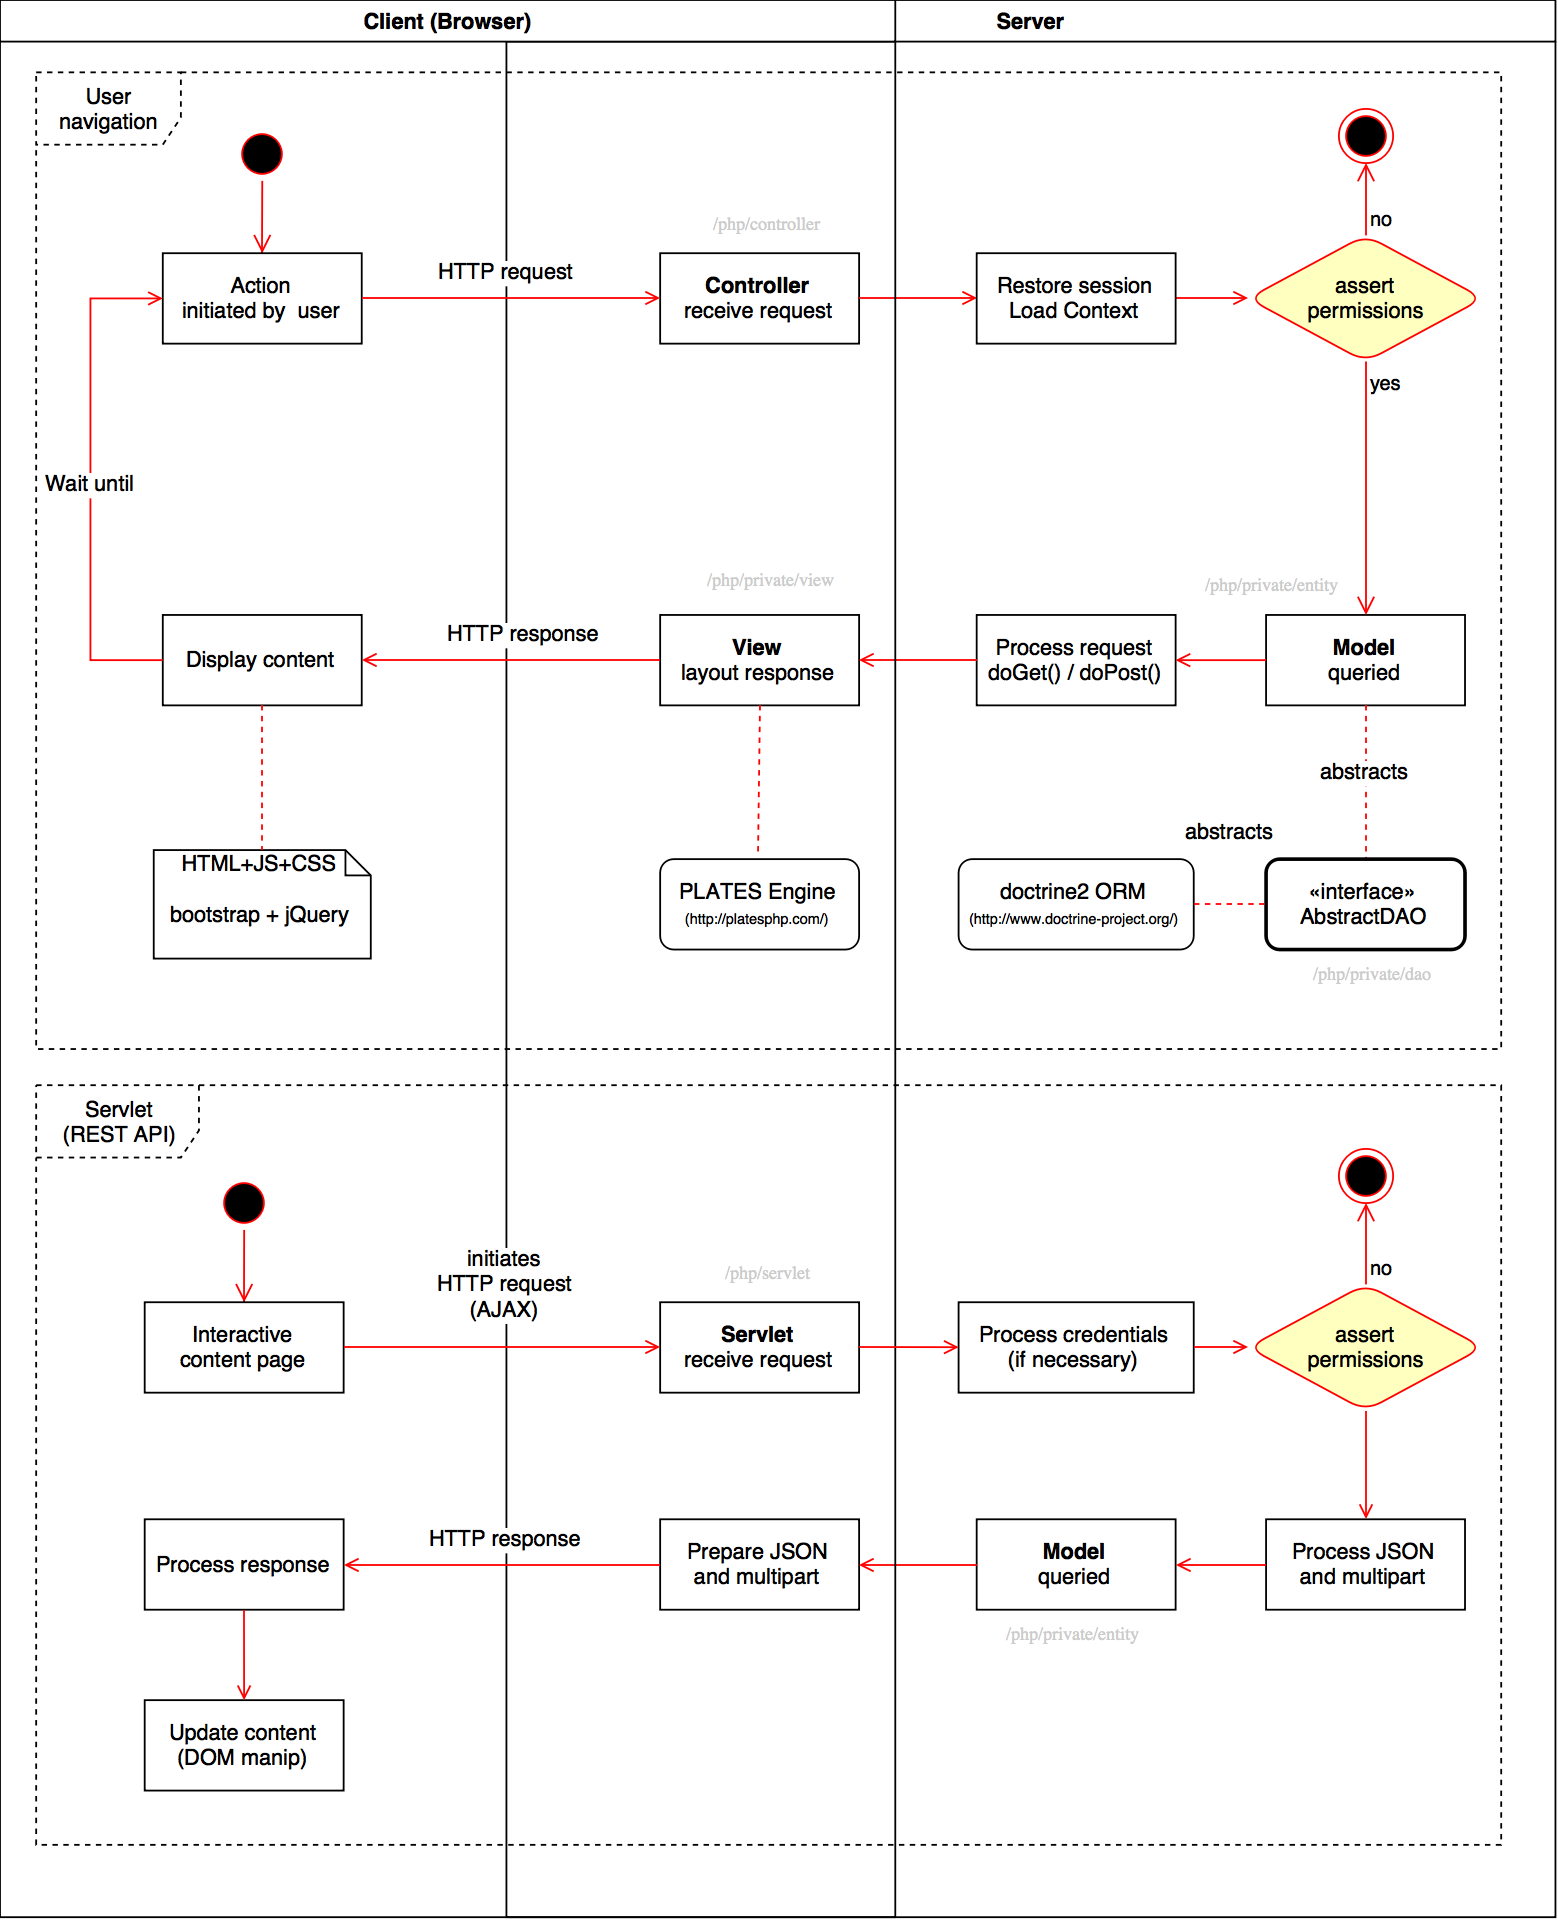 Client (Browser)
Server
User
navigation
/php/controller
no
Action
initiated by  user
HTTP request
Controller
receive request
Restore session
Load Context
assert
permissions
yes
Wait until
/php/private/view
/php/private/entity
Display content
HTTP response
View
layout response
Process request
doGet() / doPost()
Model
queried
abstracts
abstracts
HTML+JS+CSS
bootstrap + jQuery
PLATES Engine
(http://platesphp.com/)
doctrine2 ORM
(http://www.doctrine-project.org/)
«interface»
AbstractDAO
/php/private/dao
Servlet
(REST API)
initiates
HTTP request
(AJAX)
/php/servlet
no
Interactive
content page
Servlet
receive request
Process credentials
(if necessary)
assert
permissions
Process response
HTTP response
Prepare JSON
and multipart
Model
queried
Process JSON
and multipart
/php/private/entity
Update content
(DOM manip)